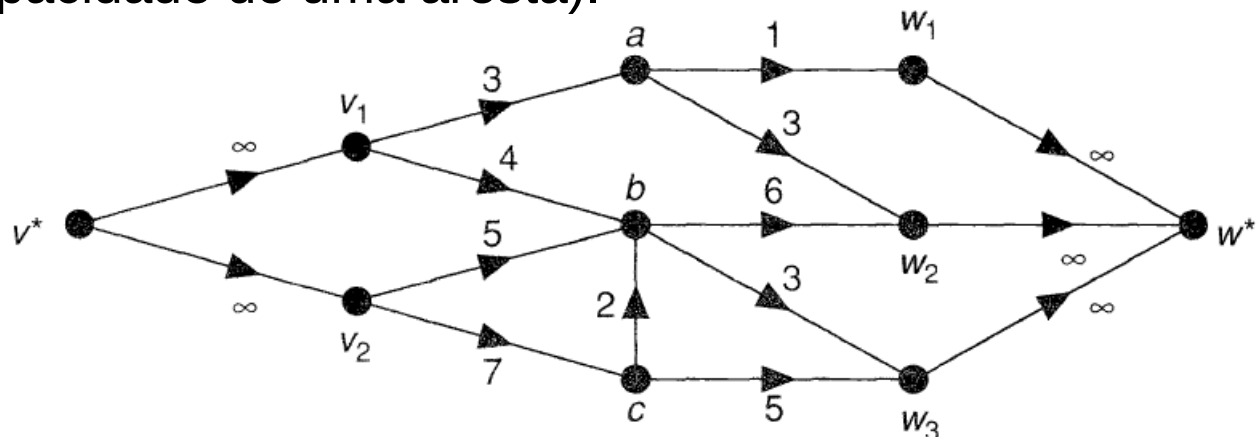 pacidade de uma aresta).
a 1 w₁
3
v₁
∞ 3 ∞
4 b 6
v* w*
5 w₂ ∞
3
∞ 2 ∞
v₂ 7
c 5 w₃